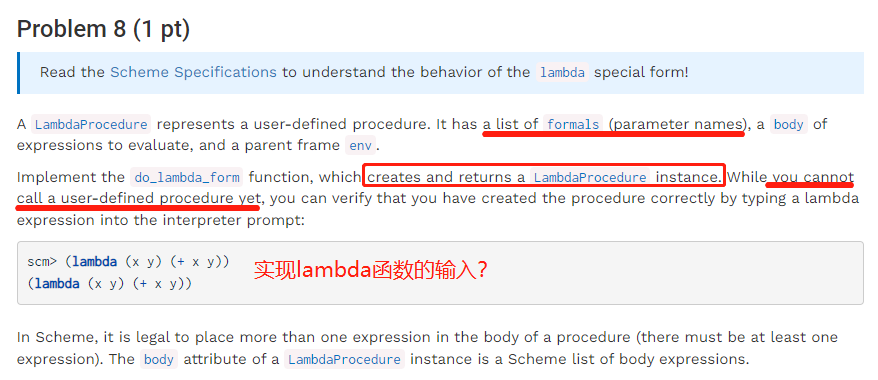 Problem 8 (1 pt)
Read the Scheme Specifications to understand the behavior of the lambda special form!
A LambdaProcedure represents a user-defined procedure. It has a list of formals (parameter names), a body of
expressions to evaluate, and a parent frame env.
Implement the do_lambda_form function, which creates and returns a LambdaProcedure instance. While you cannot
call a user-defined procedure yet, you can verify that you have created the procedure correctly by typing a lambda
expression into the interpreter prompt:
scm> (lambda (x y) (+ x y))
(lambda (x y) (+ x y))
实现lambda函数的输入?
In Scheme, it is legal to place more than one expression in the body of a procedure (there must be at least one
expression). The body attribute of a LambdaProcedure instance is a Scheme list of body expressions.